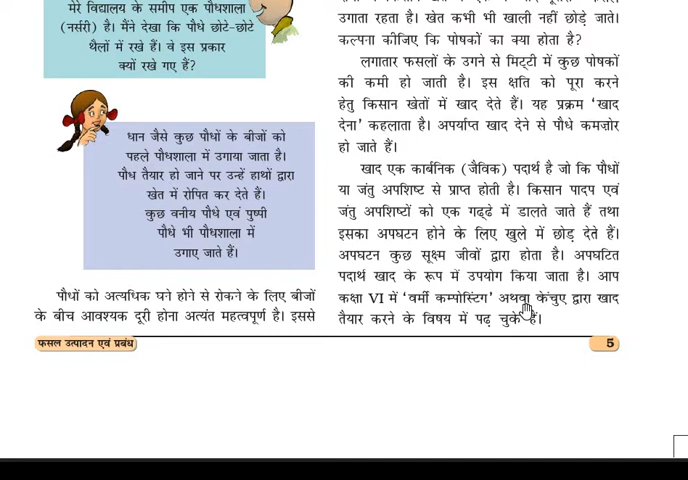 मेरे विद्यालय के समीप एक पौधशाला
(नर्सरी) है। मैंने देखा कि पौधे छोटे-छोटे
थैलों में रखे हैं। वे इस प्रकार
क्यों रखे गए हैं?
धान जैसे कुछ पौधों के बीजों को
पहले पौधशाला में उगाया जाता है।
पौध तैयार हो जाने पर उन्हें हाथों द्वारा
खेत में रोपित कर देते हैं।
कुछ वनीय पौधे एवं पुष्पी
पौधे भी पौधशाला में
उगाए जाते हैं।
पौधों को अत्यधिक घने होने से रोकने के लिए बीजों
के बीच आवश्यक दूरी होना अत्यंत महत्वपूर्ण है। इससे
उगाता रहता है। खेत कभी भी खाली नहीं छोड़े जाते।
कल्पना कीजिए कि पोषकों का क्या होता है?
लगातार फसलों के उगने से मिट्टी में कुछ पोषकों
की कमी हो जाती है। इस क्षति को पूरा करने
हेतु किसान खेतों में खाद देते हैं। यह प्रक्रम 'खाद
देना' कहलाता है। अपर्याप्त खाद देने से पौधे कमज़ोर
हो जाते हैं।
खाद एक कार्बनिक (जैविक) पदार्थ है जो कि पौधों
या जंतु अपशिष्ट से प्राप्त होती है। किसान पादप एवं
जंतु अपशिष्टों को एक गढ्ढे में डालते जाते हैं तथा
इसका अपघटन होने के लिए खुले में छोड़ देते हैं।
अपघटन कुछ सूक्ष्म जीवों द्वारा होता है। अपघटित
पदार्थ खाद के रूप में उपयोग किया जाता है। आप
कक्षा VI में 'वर्मी कम्पोस्टिंग' अथवा केंचुए द्वारा खाद
तैयार करने के विषय में पढ़ चुके हैं।
फसल उत्पादन एवं प्रबंध
5